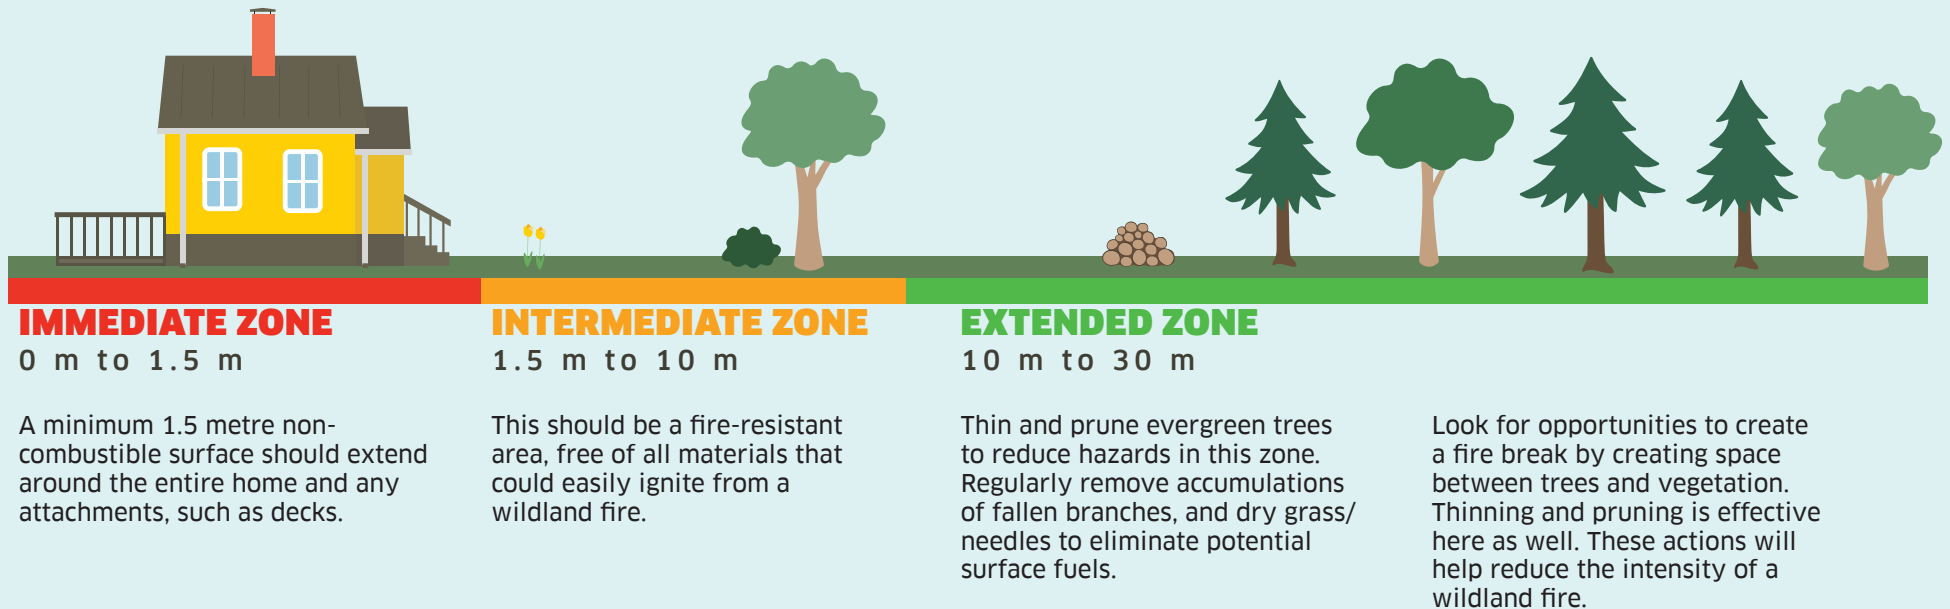 IMMEDIATE ZONE
0 m to 1.5 m
A minimum 1.5 metre non-
combustible surface should extend
around the entire home and any
attachments, such as decks.
INTERMEDIATE ZONE
1.5 m to 10 m
This should be a fire-resistant
area, free of all materials that
could easily ignite from a
wildland fire.
EXTENDED ZONE
10 m to 30 m
Thin and prune evergreen trees
to reduce hazards in this zone.
Regularly remove accumulations
of fallen branches, and dry grass/
needles to eliminate potential
surface fuels.
Look for opportunities to create
a fire break by creating space
between trees and vegetation.
Thinning and pruning is effective
here as well. These actions will
help reduce the intensity of a
wildland fire.